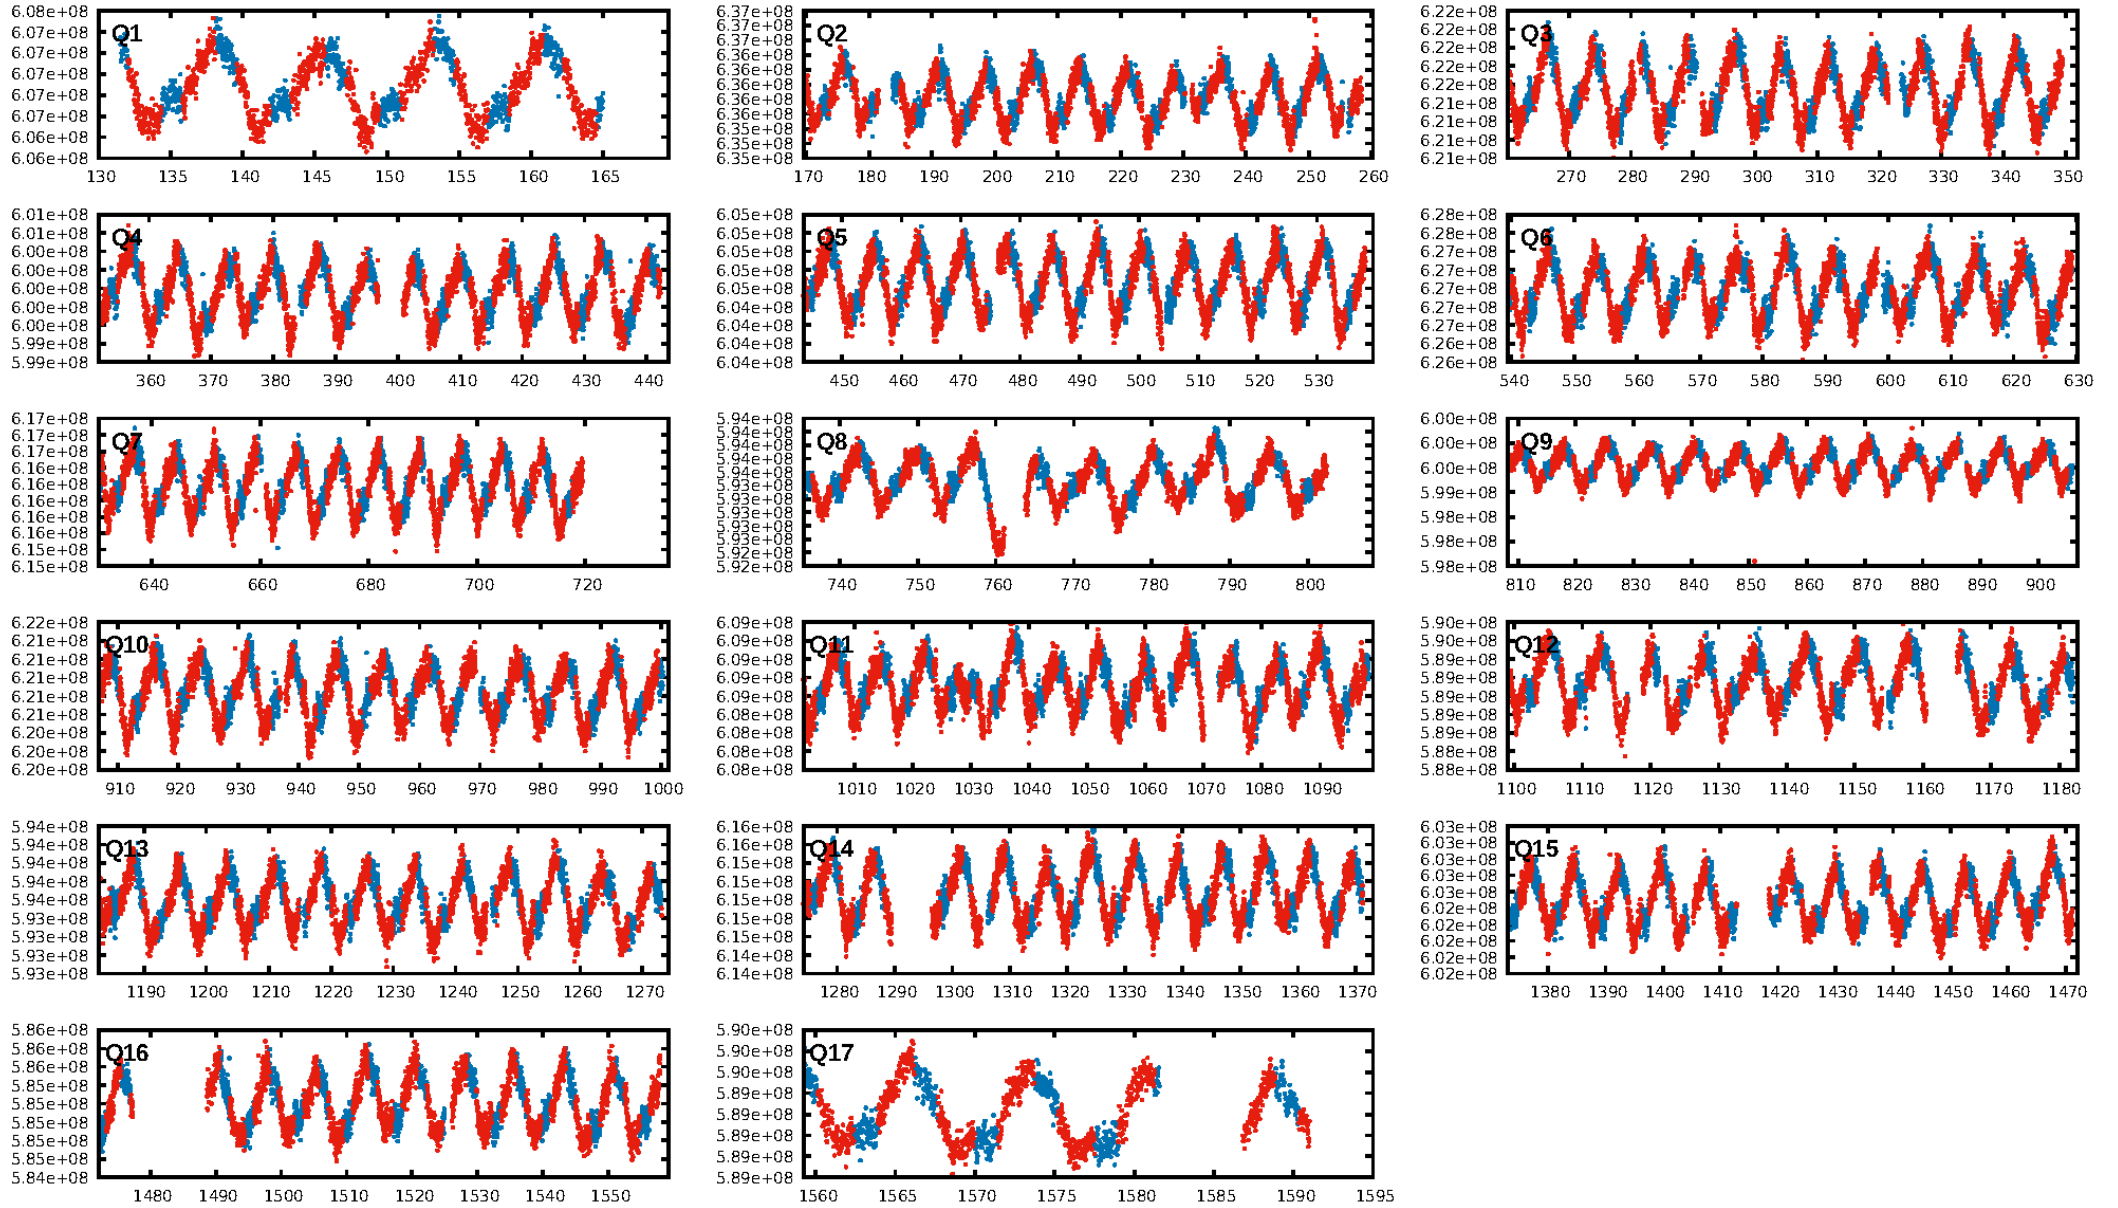 6.08e+08 6.07e+08 6.07e+08 6.07e+08 6.07e+08 6.07e+08 6.06e+08 6.06e+08
Q1
130 135 140 145 150 155 160 165
6.37e+08 6.37e+08 6.36e+08 6.36e+08 6.36e+08 6.36e+08 6.36e+08 6.35e+08 6.35e+08 6.35e+08
Q2
170 180 190 200 210 220 230 240 250 260
6.22e+08 6.22e+08 6.22e+08 6.22e+08 6.22e+08 6.21e+08 6.21e+08 6.21e+08 6.21e+08
Q3
270 280 290 300 310 320 330 340 350
6.01e+08 6.00e+08 6.00e+08 6.00e+08 6.00e+08 6.00e+08 6.00e+08 5.99e+08 5.99e+08
Q4
360 370 380 390 400 410 420 430 440
6.05e+08 6.05e+08 6.05e+08 6.05e+08 6.05e+08 6.04e+08 6.04e+08 6.04e+08 6.04e+08
Q5
450 460 470 480 490 500 510 520 530
6.28e+08 6.27e+08 6.27e+08 6.27e+08 6.27e+08 6.27e+08 6.27e+08 6.26e+08 6.26e+08
Q6
540 550 560 570 580 590 600 610 620 630
6.17e+08 6.17e+08 6.17e+08 6.16e+08 6.16e+08 6.16e+08 6.16e+08 6.16e+08 6.15e+08 6.15e+08
Q7
640 660 680 700 720
5.94e+08 5.94e+08 5.94e+08 5.94e+08 5.94e+08 5.93e+08 5.93e+08 5.93e+08 5.93e+08 5.93e+08 5.92e+08 5.92e+08
Q8
740 750 760 770 780 790 800
6.00e+08 6.00e+08 6.00e+08 5.99e+08 5.98e+08 5.98e+08 5.98e+08
Q9
810 820 830 840 850 860 870 880 890 900
6.22e+08 6.21e+08 6.21e+08 6.21e+08 6.21e+08 6.21e+08 6.20e+08 6.20e+08 6.20e+08
Q10
910 920 930 940 950 960 970 980 990 1000
6.09e+08 6.09e+08 6.09e+08 6.09e+08 6.09e+08 6.08e+08 6.08e+08 6.08e+08 6.08e+08
Q11
1010 1020 1030 1040 1050 1060 1070 1080 1090
5.90e+08 5.90e+08 5.89e+08 5.89e+08 5.89e+08 5.89e+08 5.89e+08 5.88e+08 5.88e+08
Q12
1100 1110 1120 1130 1140 1150 1160 1170 1180
5.94e+08 5.94e+08 5.94e+08 5.94e+08 5.94e+08 5.93e+08 5.93e+08 5.93e+08 5.93e+08
Q13
1190 1200 1210 1220 1230 1240 1250 1260 1270
6.16e+08 6.16e+08 6.15e+08 6.15e+08 6.15e+08 6.15e+08 6.15e+08 6.14e+08 6.14e+08
Q14
1280 1290 1300 1310 1320 1330 1340 1350 1360 1370
6.03e+08 6.03e+08 6.03e+08 6.03e+08 6.03e+08 6.02e+08 6.02e+08 6.02e+08 6.02e+08 6.02e+08
Q15
1380 1390 1400 1410 1420 1430 1440 1450 1460 1470
5.86e+08 5.86e+08 5.86e+08 5.85e+08 5.85e+08 5.85e+08 5.85e+08 5.85e+08 5.84e+08
Q16
1480 1490 1500 1510 1520 1530 1540 1550
5.90e+08 5.90e+08 5.90e+08 5.89e+08 5.89e+08 5.89e+08 5.89e+08 5.89e+08
Q17
1560 1565 1570 1575 1580 1585 1590 1595